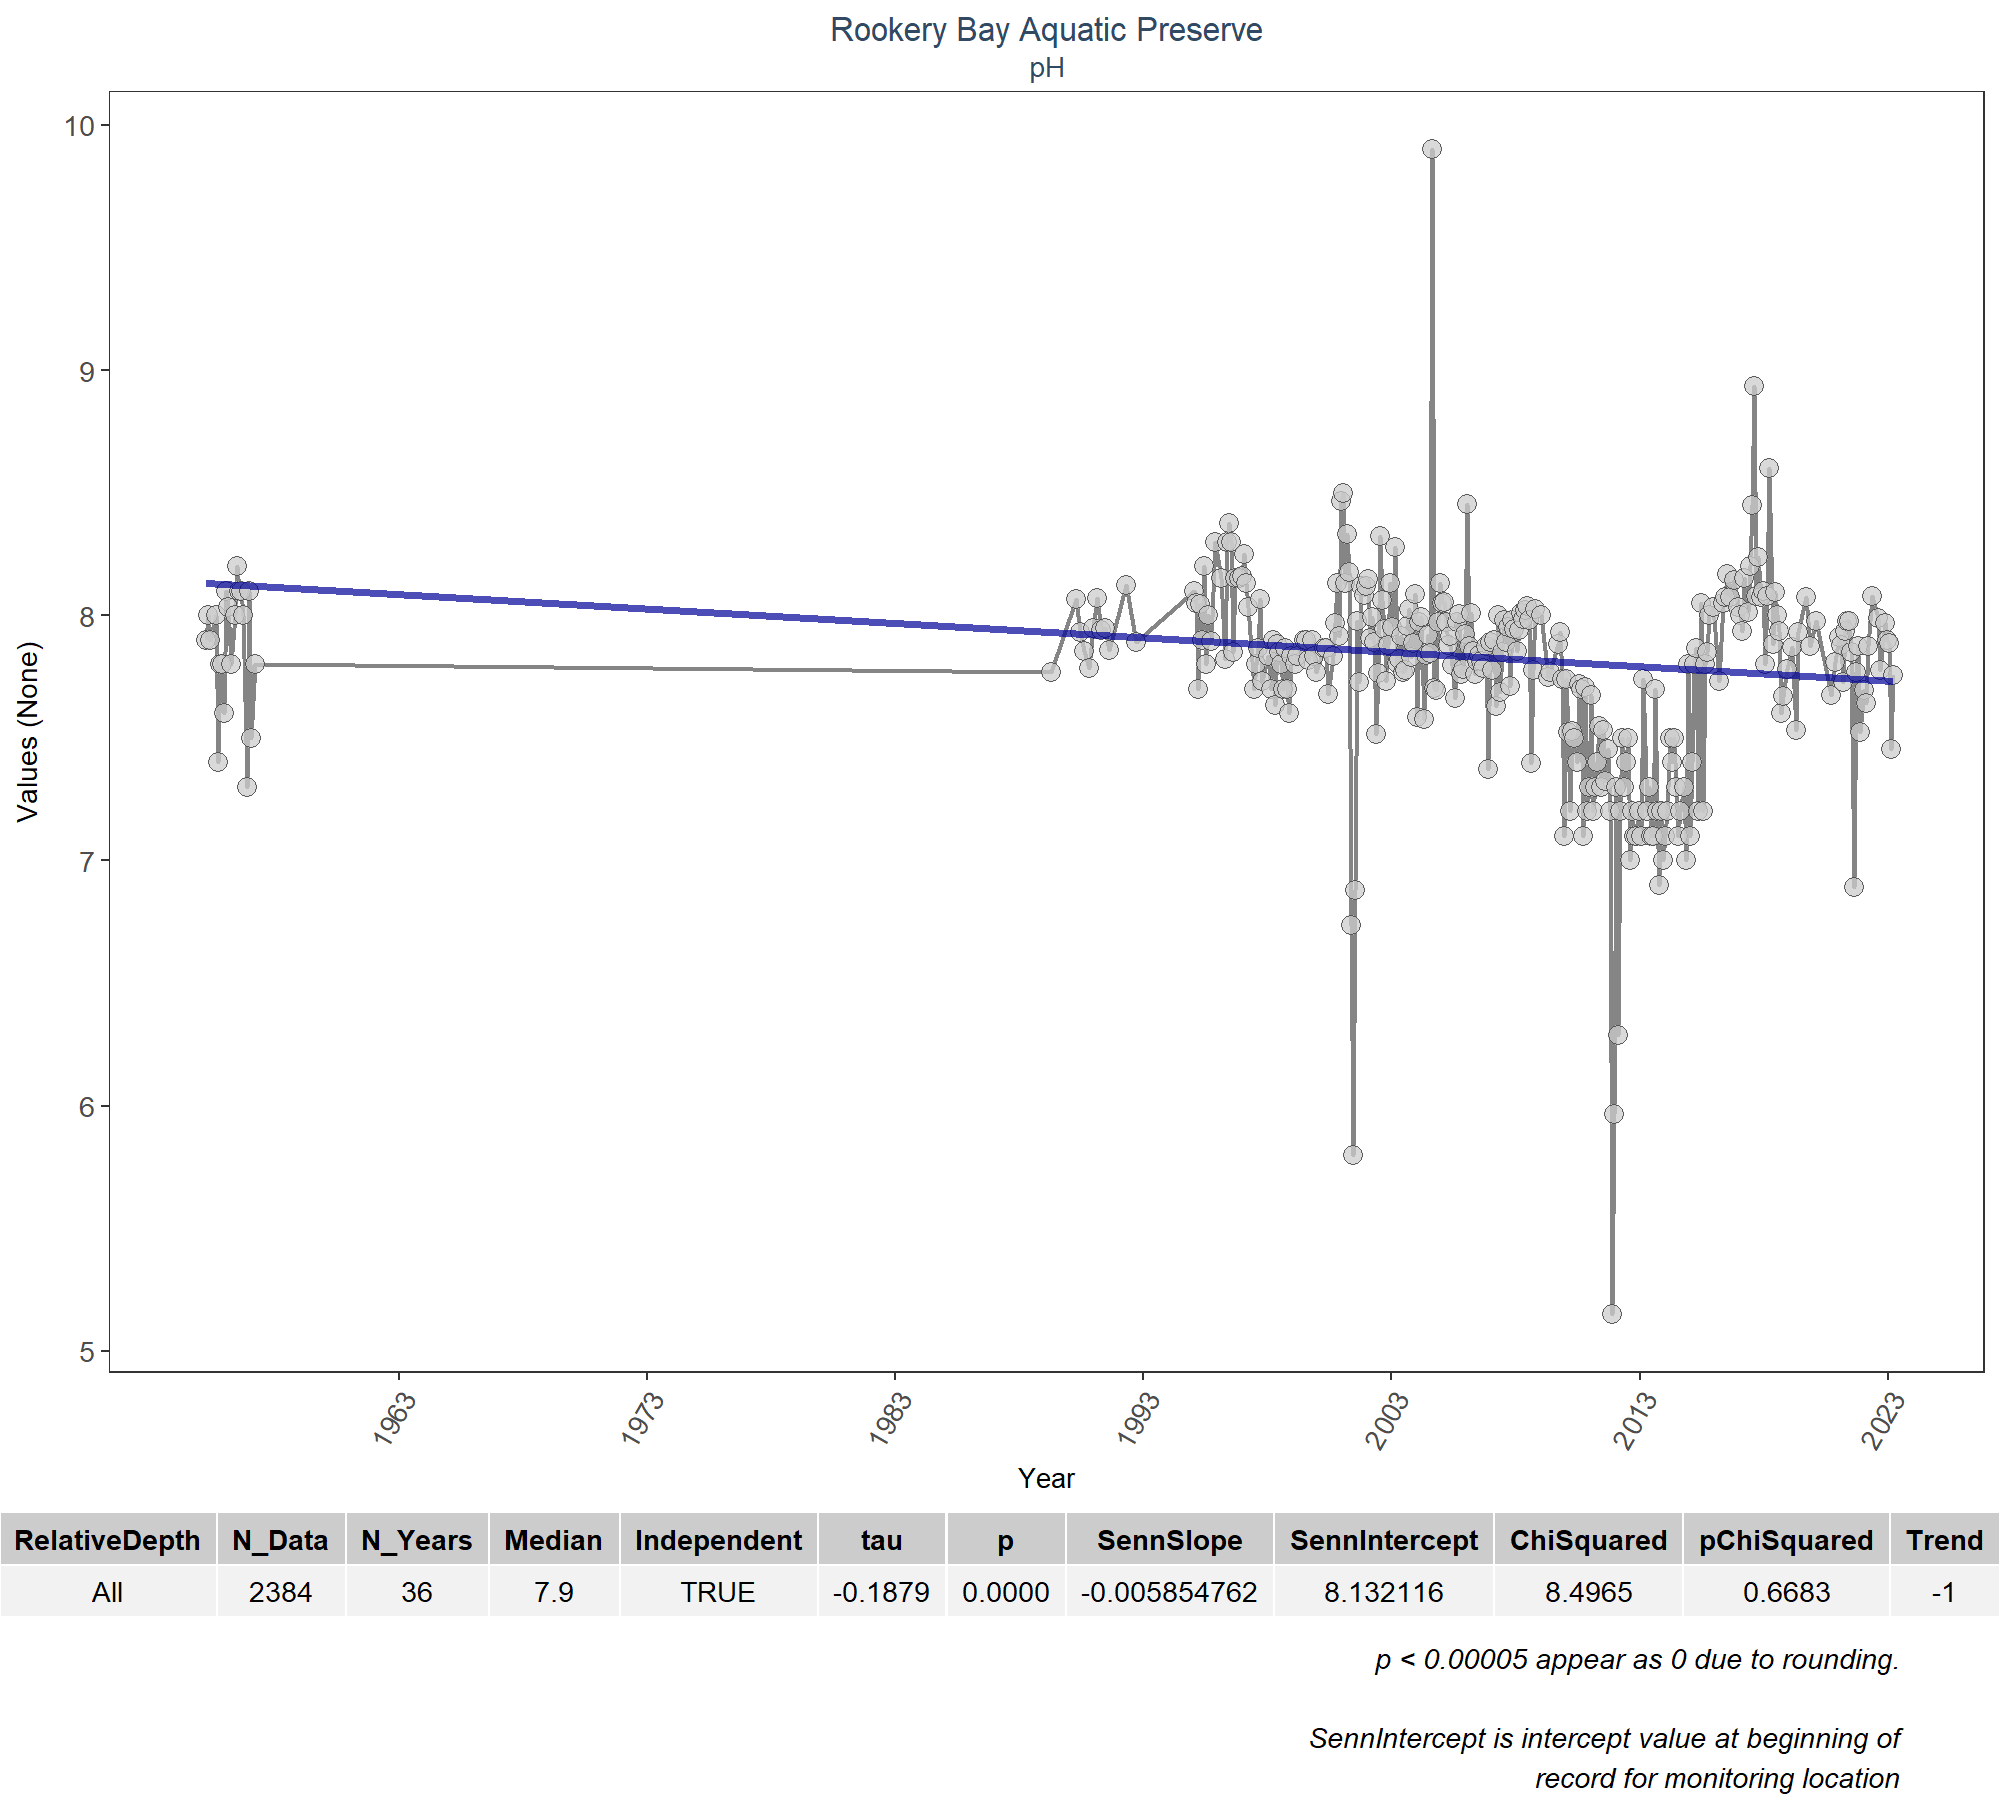 Rookery Bay Aquatic Preserve
pH
Values (None)
10
9
8
7
6
5
1963 1973 1983 1993 2003 2013 2023
Year
RelativeDepth N_Data N_Years Median Independent tau p SennSlope SennIntercept ChiSquared pChiSquared Trend
All 2384 36 7.9 TRUE -0.1879 0.0000 -0.005854762 8.132116 8.4965 0.6683 -1
p < 0.00005 appear as 0 due to rounding.
SennIntercept is intercept value at beginning of
record for monitoring location